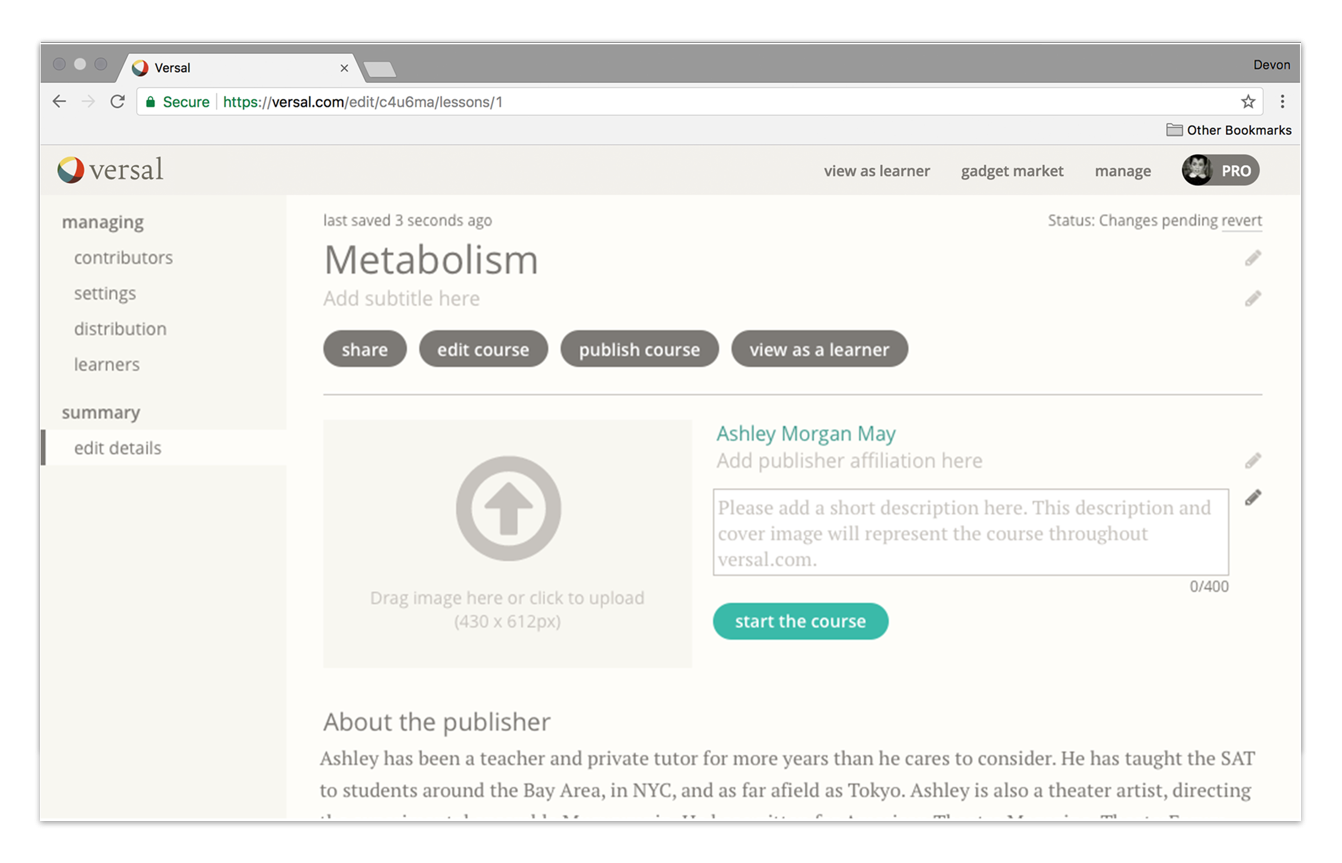 Versal
Devon
Secure https://versal.com/edit/c4u6ma/lessons/1
Other Bookmarks
versal
view as learner
gadget market
manage
PRO
managing
contributors
settings
distribution
learners
summary
edit details
last saved 3 seconds ago
Status: Changes pending revert
Metabolism
Add subtitle here
share
edit course
publish course
view as a learner
Drag image here or click to upload
(430 x 612px)
Ashley Morgan May
Add publisher affiliation here
Please add a short description here. This description and
cover image will represent the course throughout
versal.com.
0/400
start the course
About the publisher
Ashley has been a teacher and private tutor for more years than he cares to consider. He has taught the SAT
to students around the Bay Area, in NYC, and as far afield as Tokyo. Ashley is also a theater artist, directing